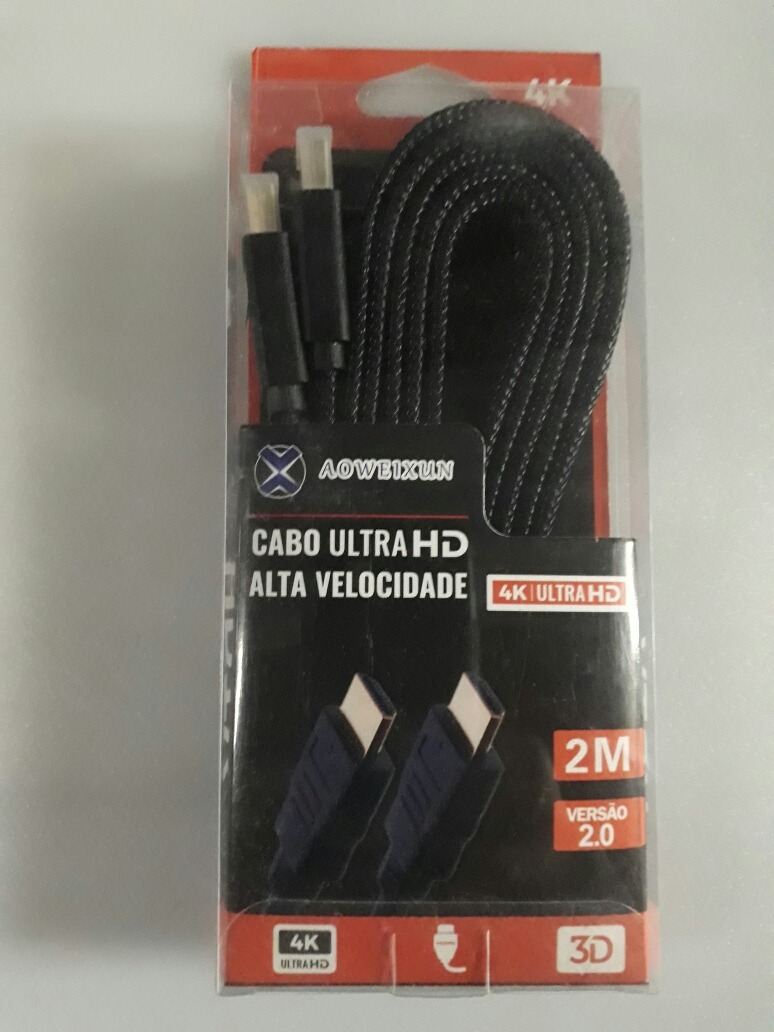 4K
AOWEIXUN
CABO ULTRA HD
ALTA VELOCIDADE
4K ULTRA HD
2M
VERSÃO
2.0
4K
ULTRA HD
3D